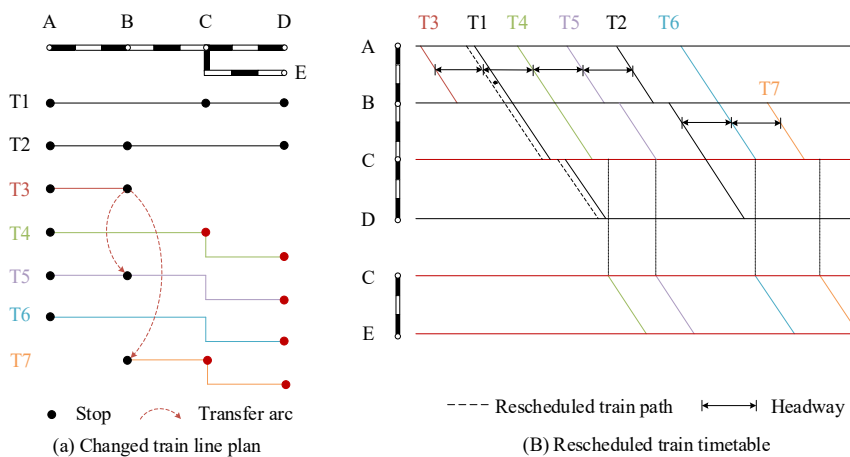 A B C D
E
T1
T2
T3
T4
T5
T6
T7
Stop Transfer arc
(a) Changed train line plan
T3 T1 T4 T5 T2 T6
A
T7
B
C
D
C
E
Rescheduled train path Headway
(B) Rescheduled train timetable